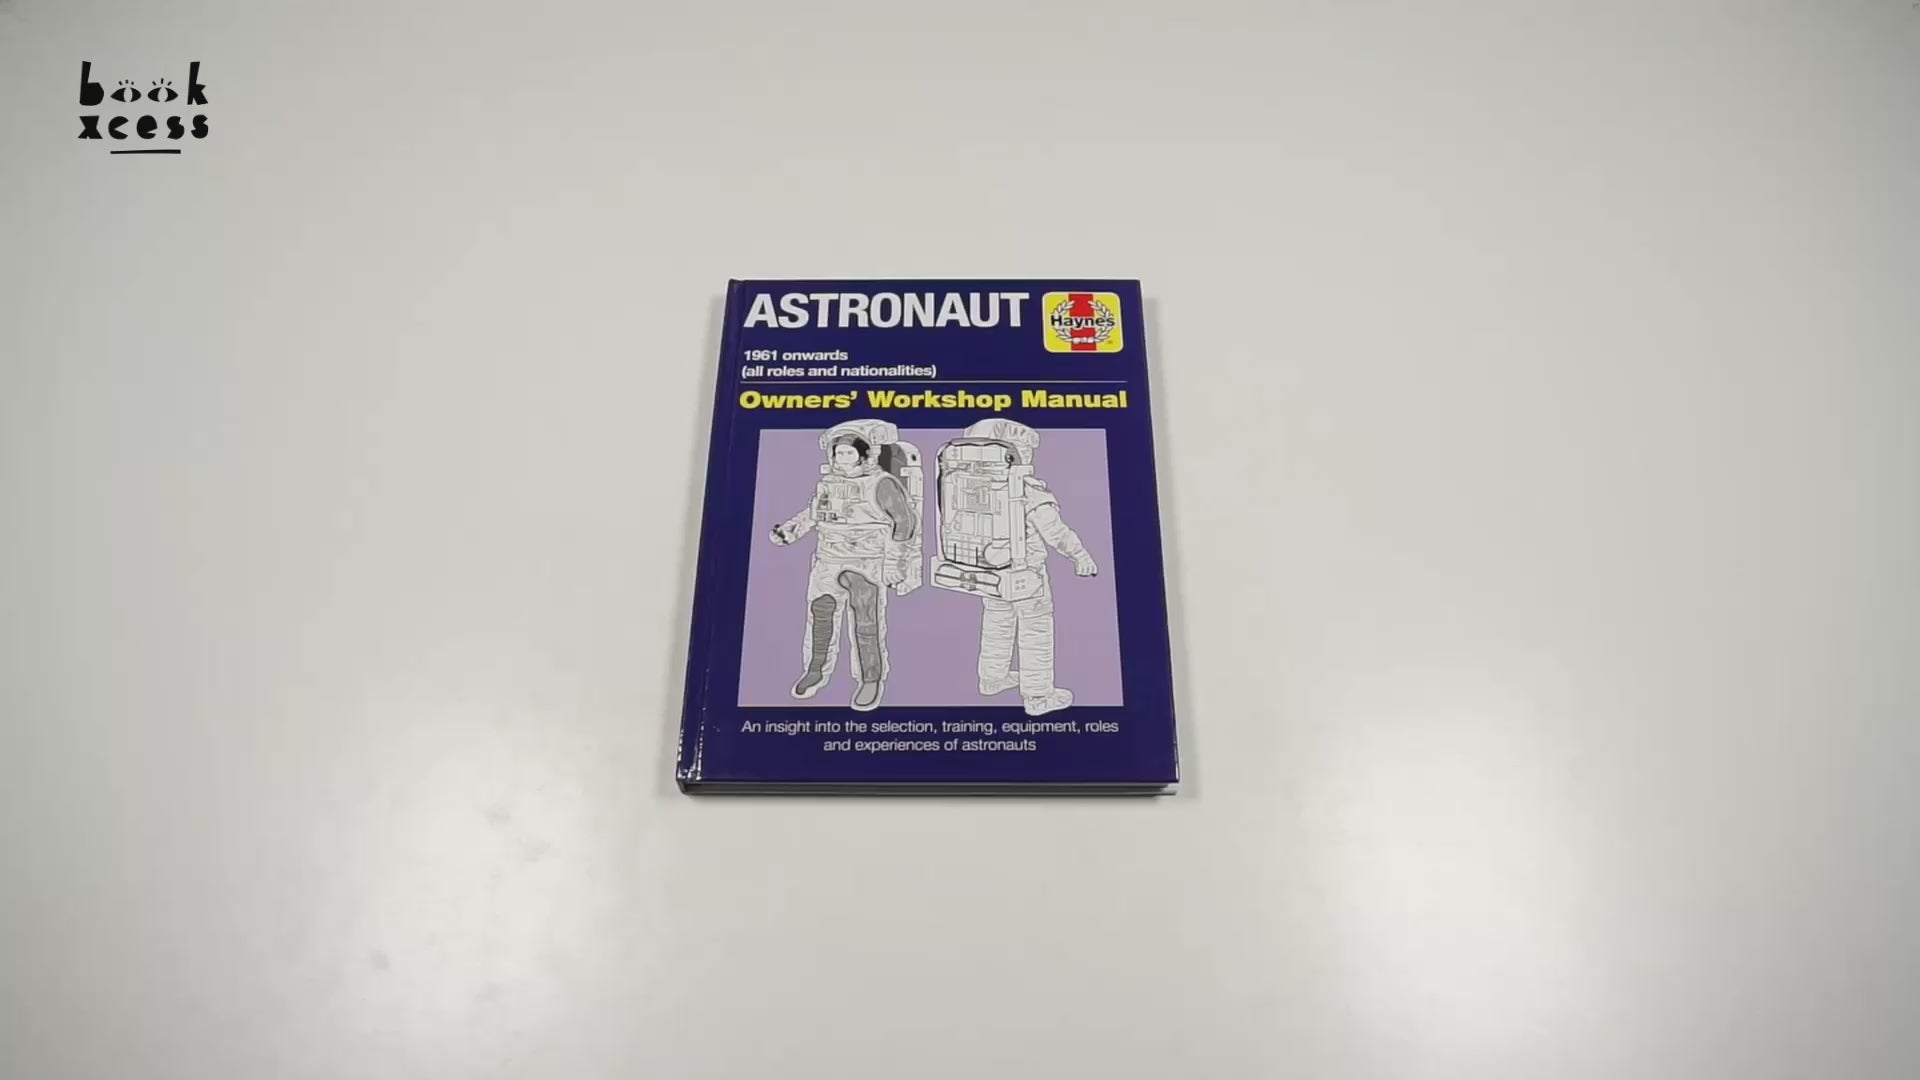 book
xcess
ASTRONAUT
Haynes
1961 onwards
(all roles and nationalities)
Owners' Workshop Manual
An insight into the selection, training, equipment, roles
and experiences of astronauts